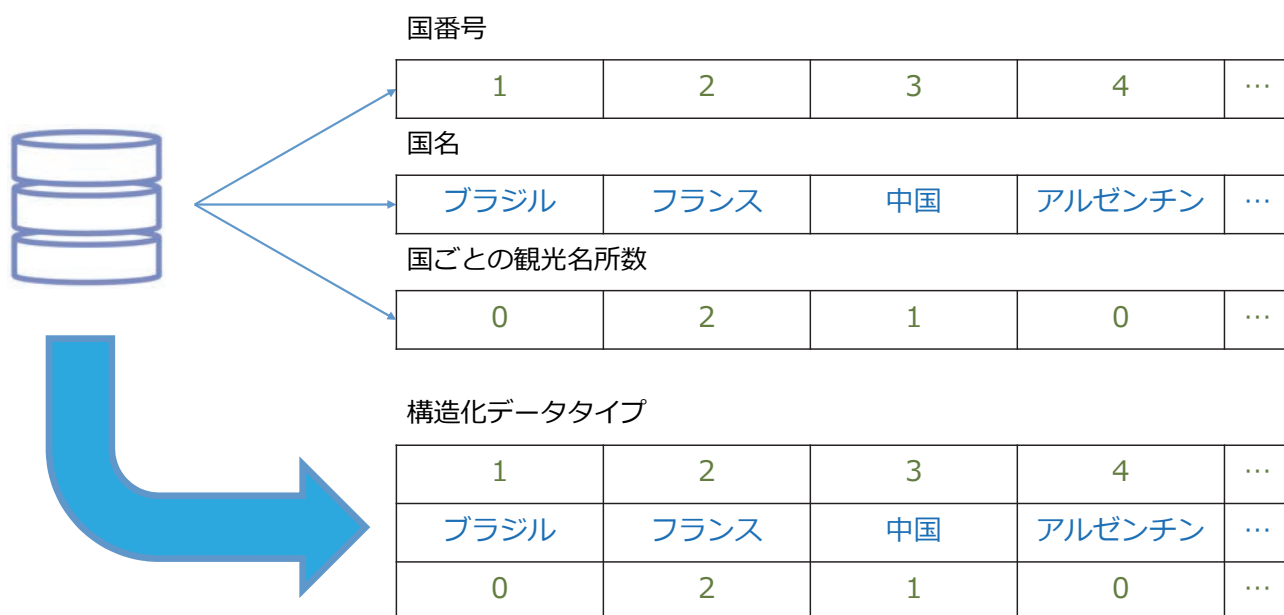 国番号
1 2 3 4 …
国名
ブラジル フランス 中国 アルゼンチン …
国ごとの観光名所数
0 2 1 0 …
構造化データタイプ
1 2 3 4 …
ブラジル フランス 中国 アルゼンチン …
0 2 1 0 …